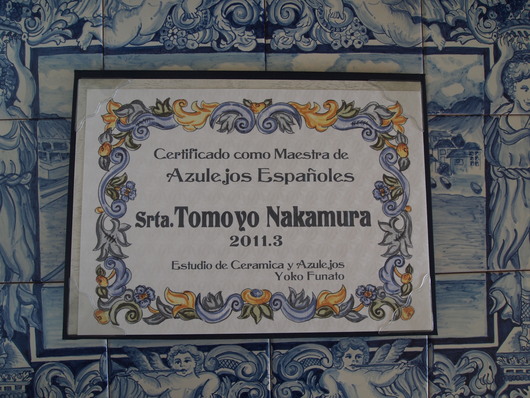 Certificado como Maestra de
Azulejos Españoles
Srta.Tomoyo Nakamura
2011.3
Estudio de Ceramica y Azulejos
Yoko Funato